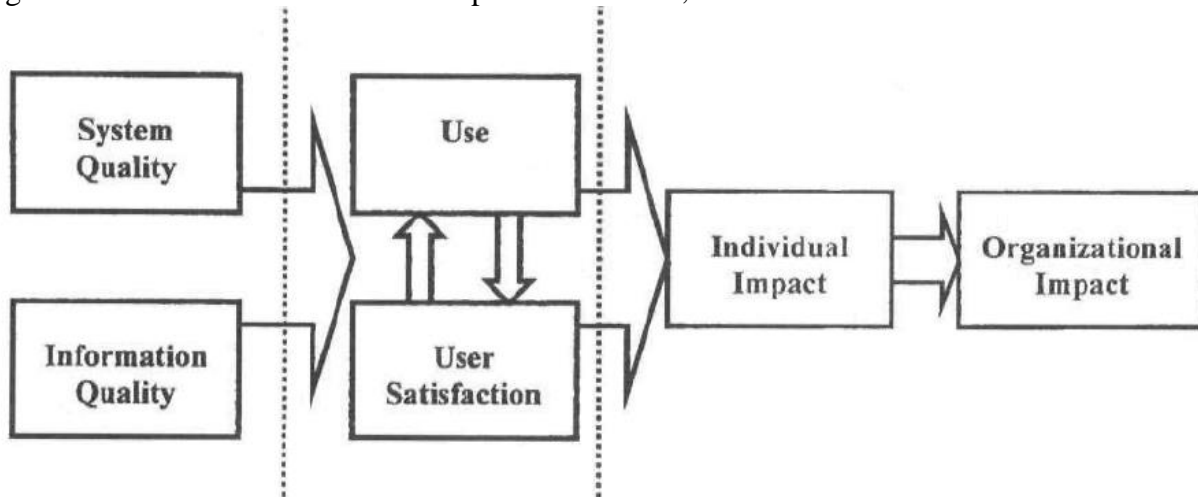 System
Quality
Use
Information
Quality
User
Satisfaction
Individual
Impact
Organizational
Impact